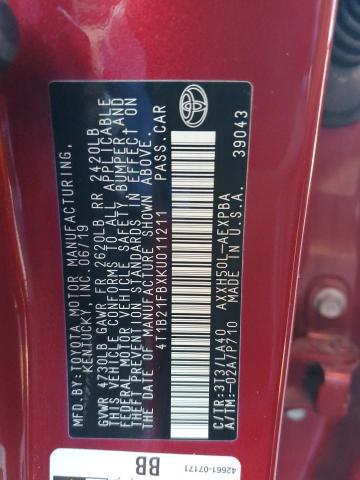 MFD. BY: TOYOTA MOTOR MANUFACTURING,
KENTUCKY, INC. 06/19
GVWR 4730LB GAWR FR 2620LB RR 2420LB
THIS VEHICLE CONFORMS TO ALL APPLICABLE
FEDERAL MOTOR VEHICLE SAFETY, BUMPER, AND
THEFT PREVENTION STANDARDS IN EFFECT ON
THE DATE OF MANUFACTURE SHOWN ABOVE.
4T1B21FBXKU011211 PASS.CAR
C/TR:3T3/LA40 AXXH50L-AEXPBA
A/TM:-02A/P710 MADE IN U.S.A. 39043
42661-07171
BB